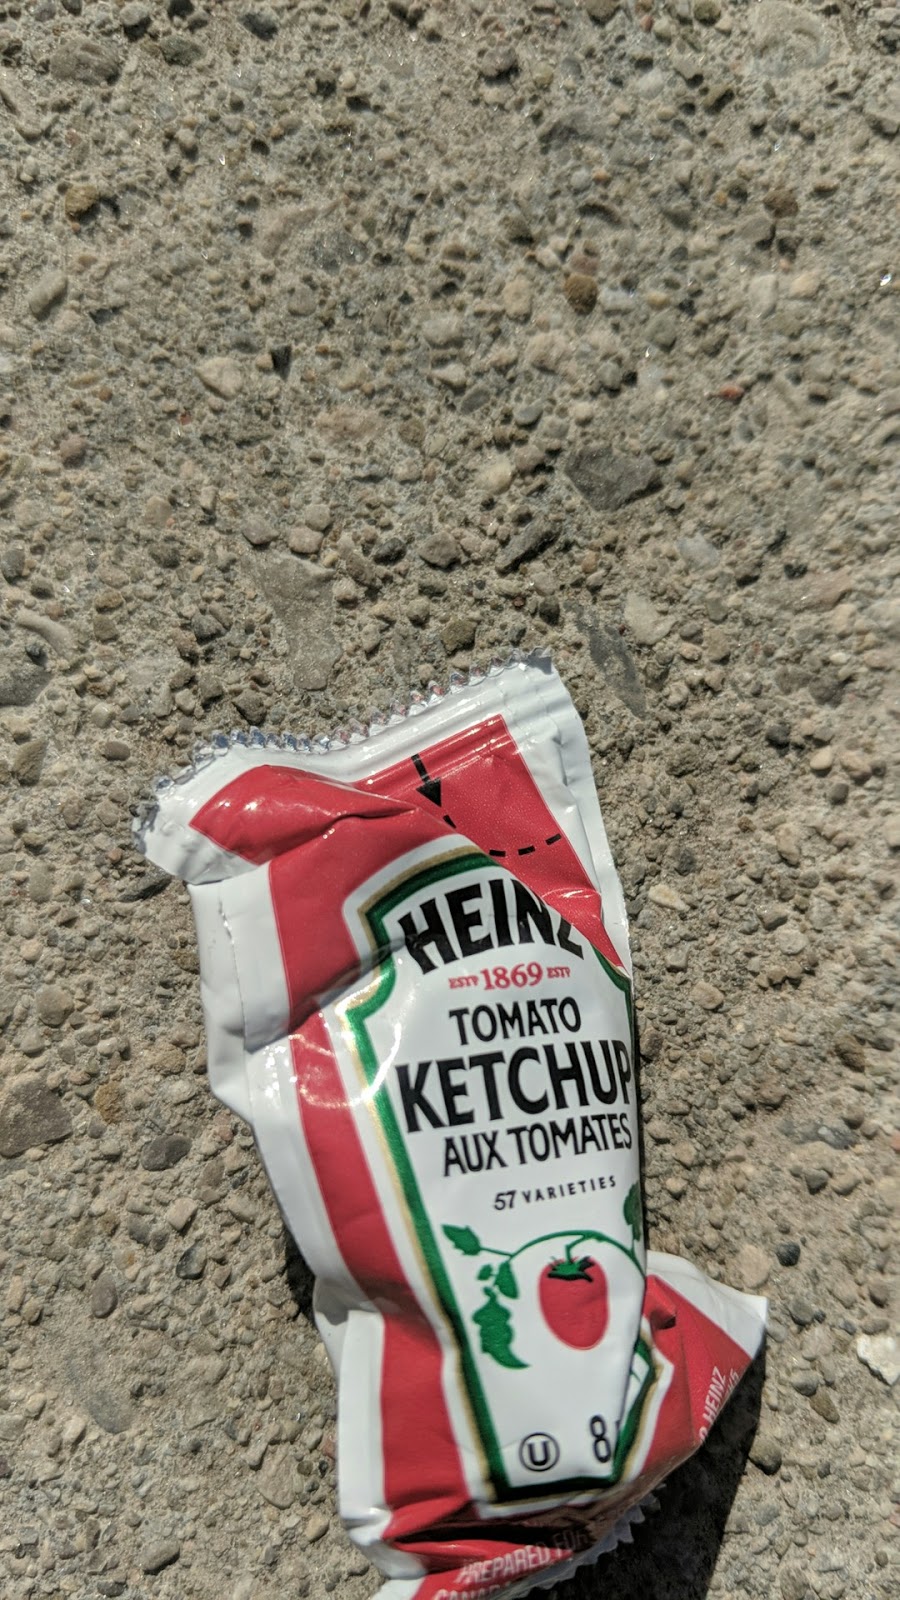 HEINZ
ESTD 1869 ESTD
TOMATO
KETCHUP
AUX TOMATES
57 VARIETIES
U 8
HEINZ
PREPARED FOR